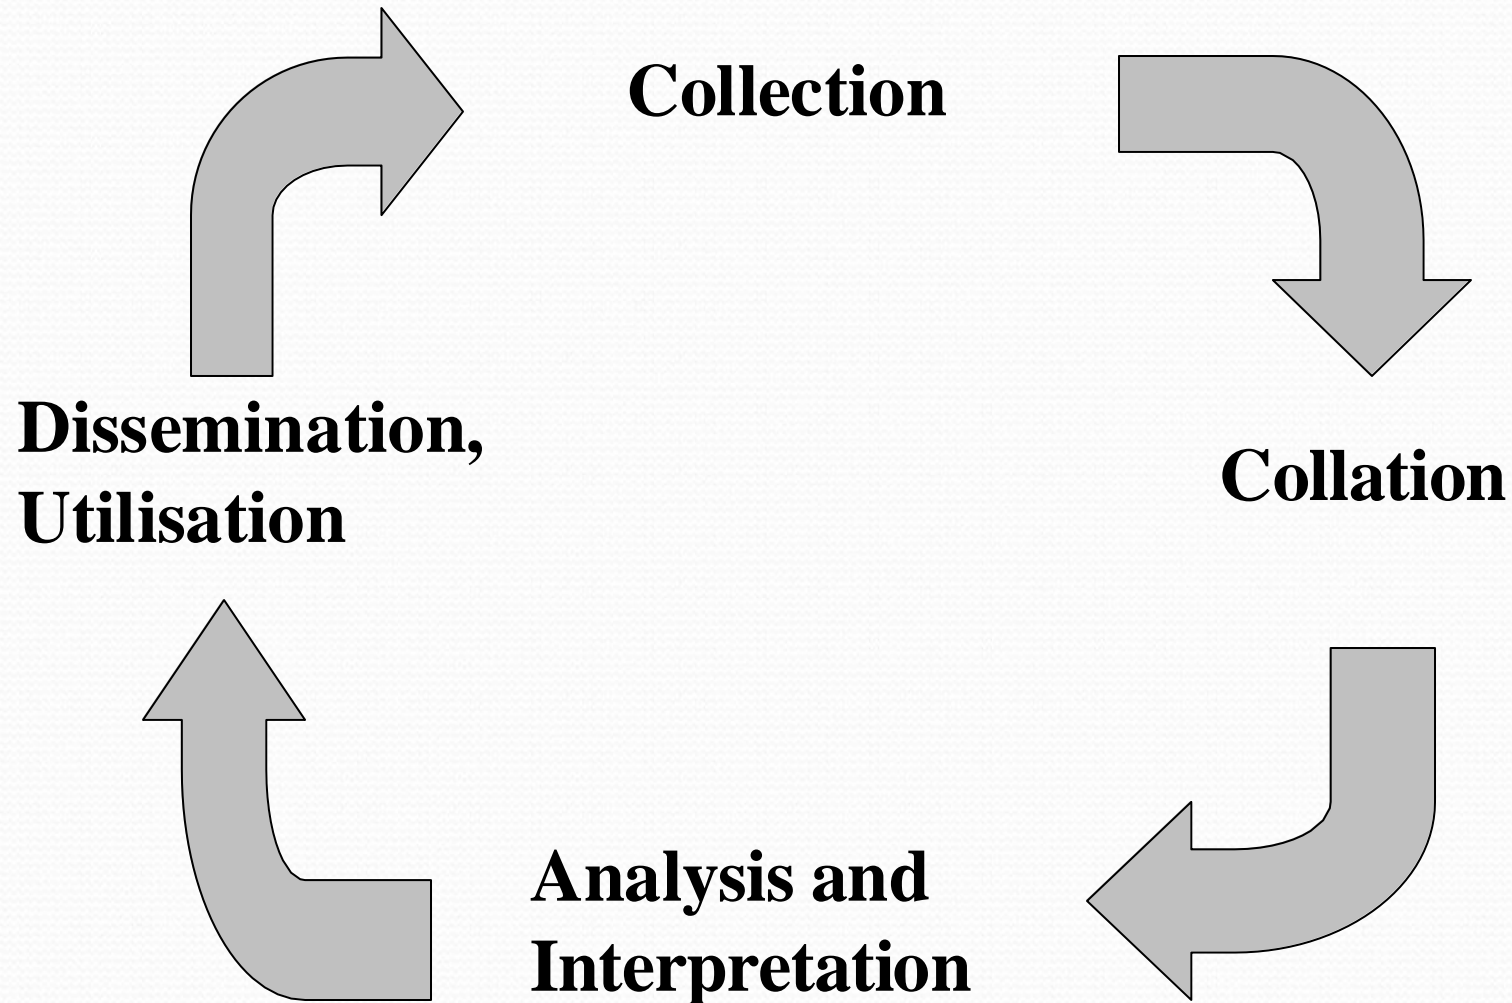 Collection
Dissemination,
Utilisation
Collation
Analysis and
Interpretation